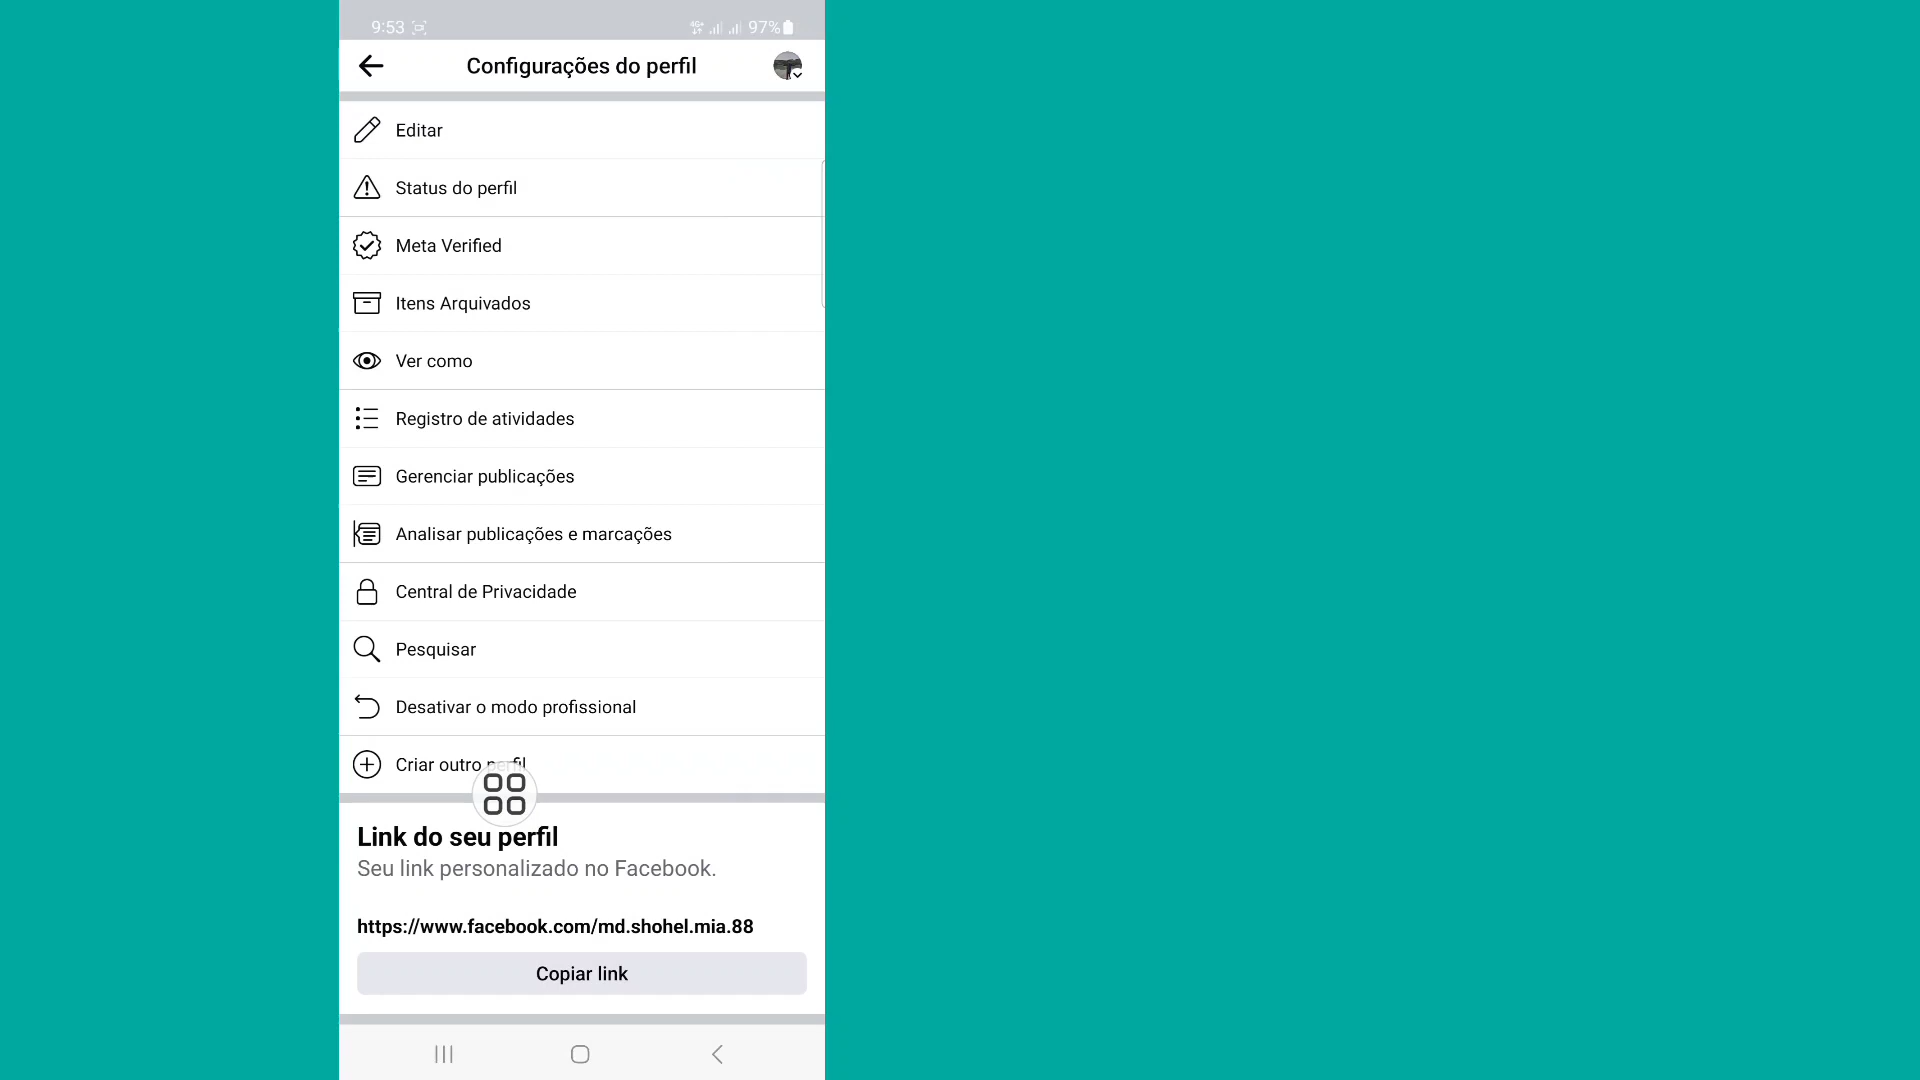 9:53
4G+
97%
Configurações do perfil
Editar
Status do perfil
Meta Verified
Itens Arquivados
Ver como
Registro de atividades
Gerenciar publicações
Analisar publicações e marcações
Central de Privacidade
Pesquisar
Desativar o modo profissional
Criar outro perfil
Link do seu perfil
Seu link personalizado no Facebook.
https://www.facebook.com/md.shohel.mia.88
Copiar link